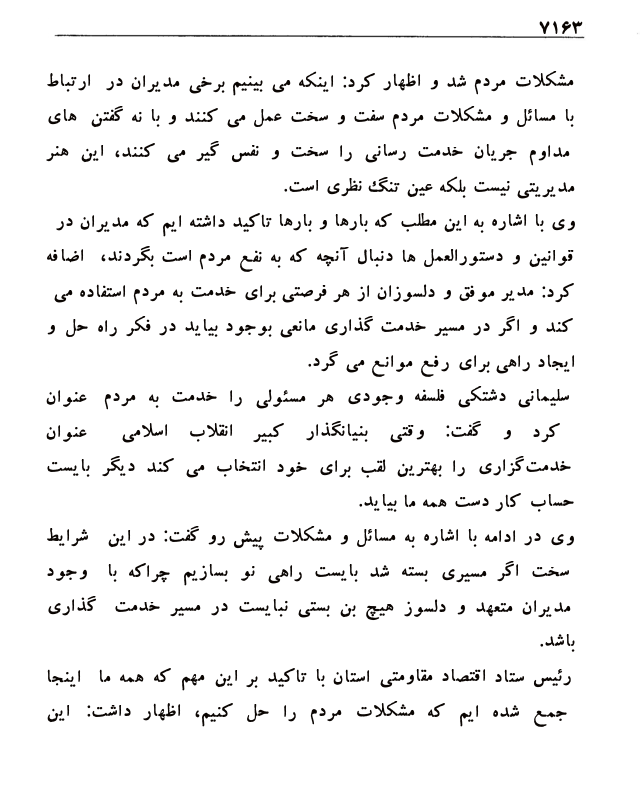 ۷۱۶۳
مشکلات مردم شد و اظهار کرد: اینکه می بینیم برخی مدیران در ارتباط
با مسائل و مشکلات مردم سفت و سخت عمل می کنند و با نه گفتن های
مداوم جریان خدمت رسانی را سخت و نفس گیر می کنند، این هنر
مدیریتی نیست بلکه عین تنگ نظری است.
وی با اشاره به این مطلب که بارها و بارها تاکید داشته ایم که مدیران در
قوانین و دستورالعمل ها دنبال آنچه که به نفع مردم است بگردند، اضافه
کرد: مدیر موفق و دلسوزان از هر فرصتی برای خدمت به مردم استفاده می
کند و اگر در مسیر خدمت گذاری مانعی بوجود بیاید در فکر راه حل و
ایجاد راهی برای رفع موانع می گرد.
سلیمانی دشتکی فلسفه وجودی هر مسئولی را خدمت به مردم عنوان
کرد و گفت: وقتی بنیانگذار کبیر انقلاب اسلامی عنوان
خدمت‌گزاری را بهترین لقب برای خود انتخاب می کند دیگر بایست
حساب کار دست همه ما بیاید.
وی در ادامه با اشاره به مسائل و مشکلات پیش رو گفت: در این شرایط
سخت اگر مسیری بسته شد بایست راهی نو بسازیم چراکه با وجود
مدیران متعهد و دلسوز هیچ بن بستی نبایست در مسیر خدمت گذاری
باشد.
رئیس ستاد اقتصاد مقاومتی استان با تاکید بر این مهم که همه ما اینجا
جمع شده ایم که مشکلات مردم را حل کنیم، اظهار داشت: این